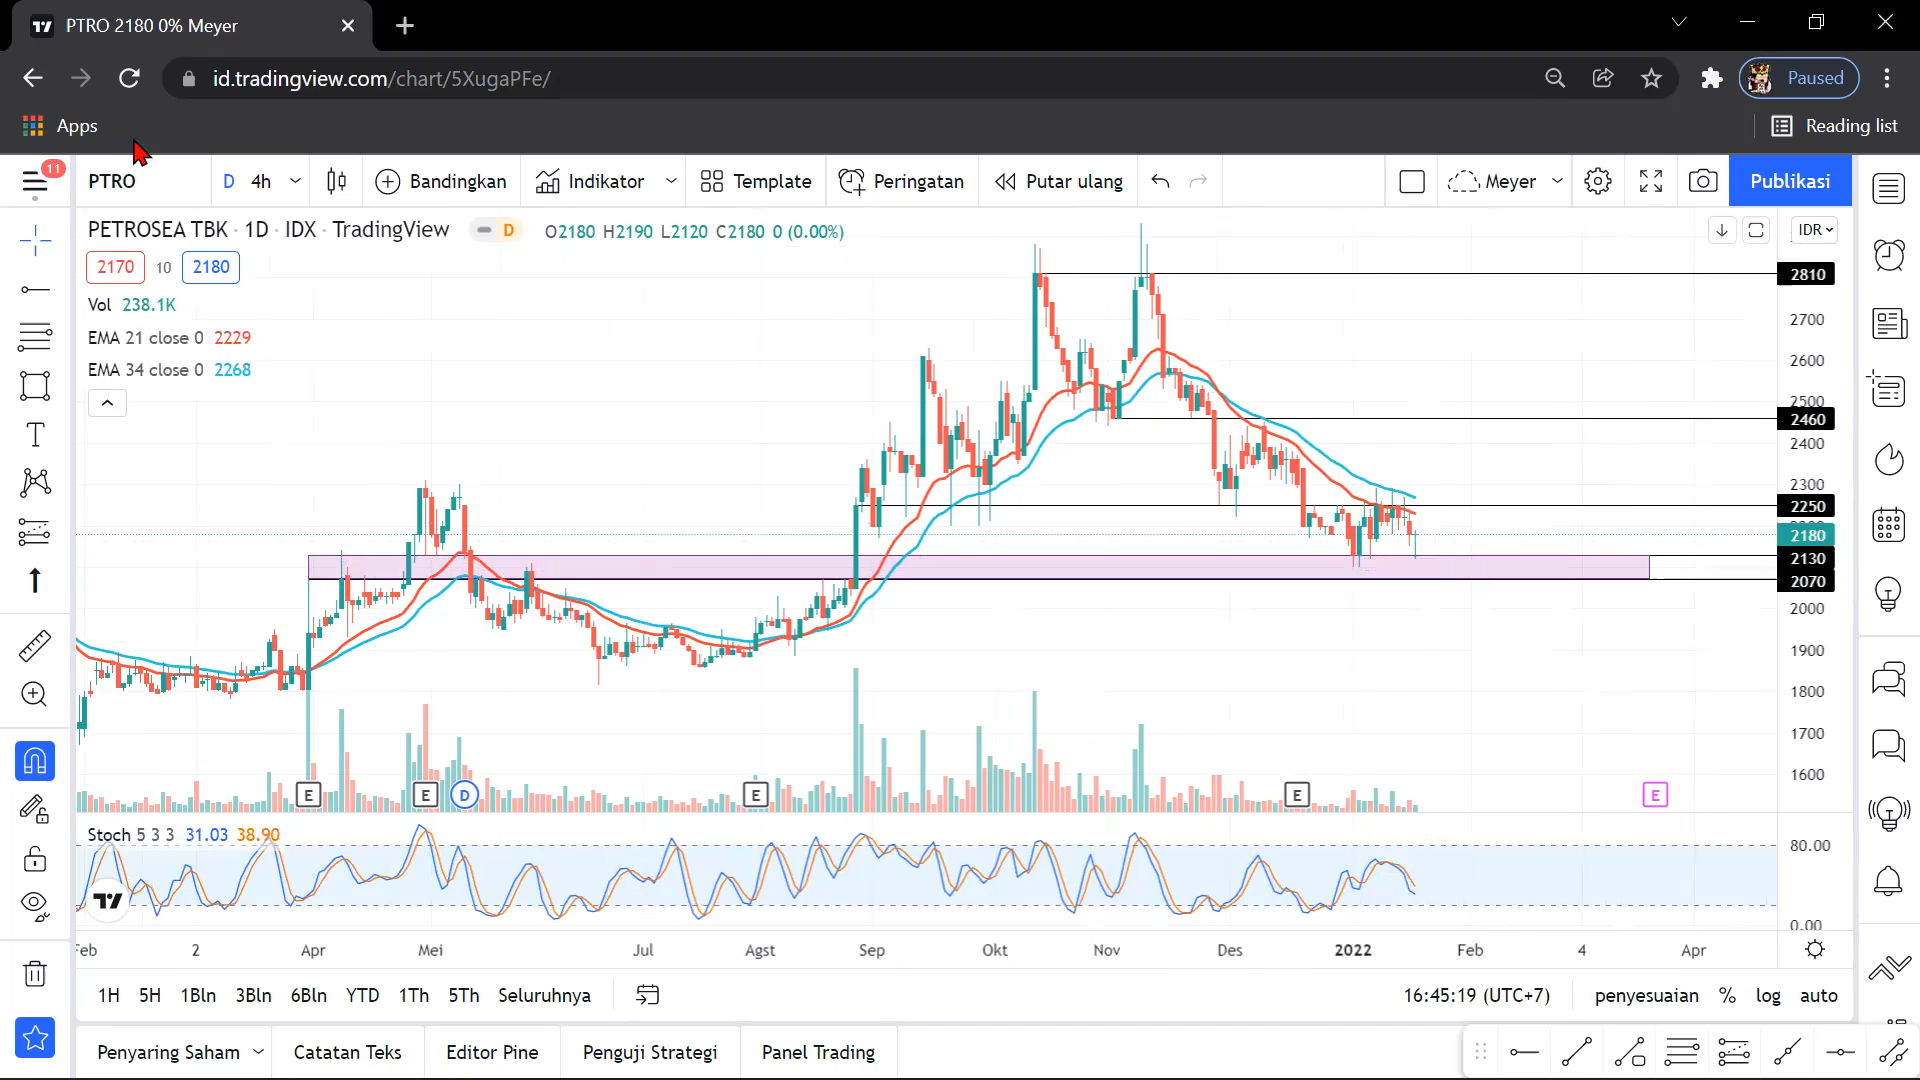 PTRO 2180 0% Meyer
id.tradingview.com/chart/5XugaPFe/
Paused
Apps
Reading list
11
PTRO
D 4h
Bandingkan
Indikator
Template
Peringatan
Putar ulang
Meyer
Publikasi
PETROSEA TBK · 1D · IDX · TradingView
D
O2180 H2190 L2120 C2180 0 (0.00%)
IDR
2170 10 2180
Vol 238.1K
EMA 21 close 0 2229
EMA 34 close 0 2268
2810
2700
2600
2500
2460
2400
2300
2250
2180
2130
2070
2000
1900
1800
1700
1600
E
E
D
E
E
E
Stoch 5 3 3 31.03 38.90
80.00
0.00
Feb 2 Apr Mei Jul Agst Sep Okt Nov Des 2022 Feb 4 Apr
1H 5H 1Bln 3Bln 6Bln YTD 1Th 5Th Seluruhnya
16:45:19 (UTC+7)
penyesuaian % log auto
Penyaring Saham
Catatan Teks
Editor Pine
Penguji Strategi
Panel Trading